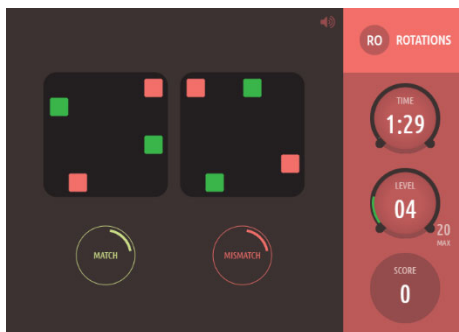 RO ROTATIONS
TIME
1:29
LEVEL
04
20
MAX
MATCH
MISMATCH
SCORE
0